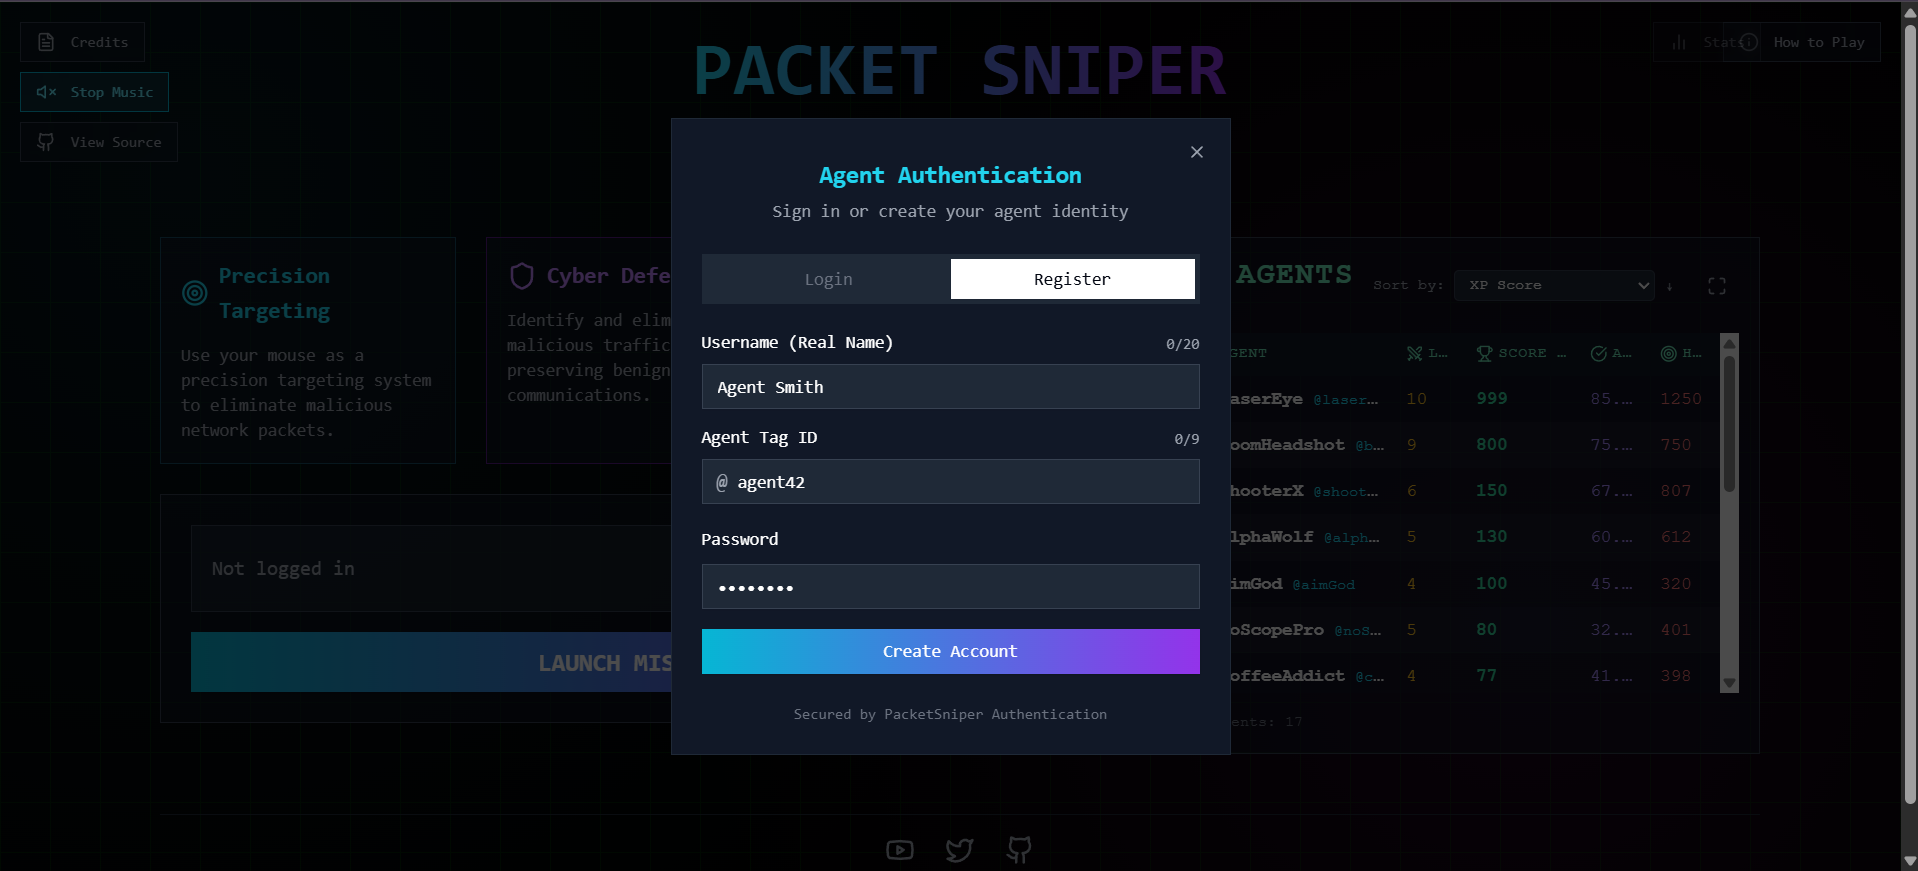 Credits
Stop Music
View Source
PACKET SNIPER
Stats
How to Play
Agent Authentication
Sign in or create your agent identity
Login
Register
Username (Real Name)
0/20
Agent Smith
Agent Tag ID
0/9
@ agent42
Password
••••••••
Create Account
Secured by PacketSniper Authentication
Precision
Targeting
Use your mouse as a
precision targeting system
to eliminate malicious
network packets.
Cyber Defe
Identify and elim
malicious traffic
preserving benign
communications.
Not logged in
LAUNCH MIS
AGENTS
Sort by:
XP Score
↓
GENT
L...
SCORE ...
A...
H...
aserEye @laser… 10 999 85.… 1250
oomHeadshot @b… 9 800 75.… 750
hooterX @shoot… 6 150 67.… 807
lphaWolf @alph… 5 130 60.… 612
imGod @aimGod 4 100 45.… 320
oScopePro @noS… 5 80 32.… 401
offeeAddict @c… 4 77 41.… 398
ents: 17